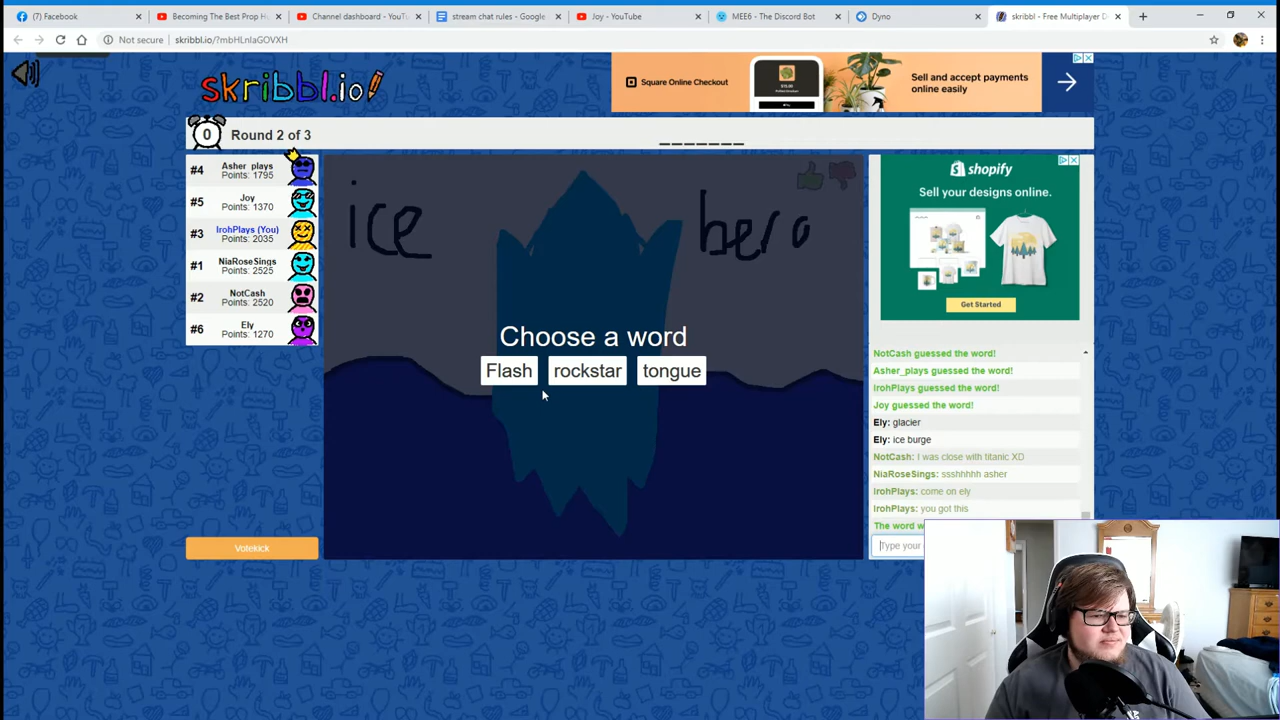 (7) Facebook
Becoming The Best Prop H
Channel dashboard - YouT
stream chat rules - Google
Joy - YouTube
MEE6 - The Discord Bot
Dyno
skribbl - Free Multiplayer D
Not secure
skribbl.io/?mbHLnlaGOVXH
skribbl.io
Square Online Checkout
Sell and accept payments
online easily
0
Round 2 of 3
_______
#4
Asher_plays
Points: 1795
#5
Joy
Points: 1370
#3
IrohPlays (You)
Points: 2035
#1
NiaRoseSings
Points: 2525
#2
NotCash
Points: 2520
#6
Ely
Points: 1270
Votekick
ice
berg
Choose a word
Flash
rockstar
tongue
shopify
Sell your designs online.
Get Started
NotCash guessed the word!
Asher_plays guessed the word!
IrohPlays guessed the word!
Joy guessed the word!
Ely: glacier
Ely: ice burge
NotCash: I was close with titanic XD
NiaRoseSings: ssshhhhh asher
IrohPlays: come on ely
IrohPlays: you got this
The word w
Type your